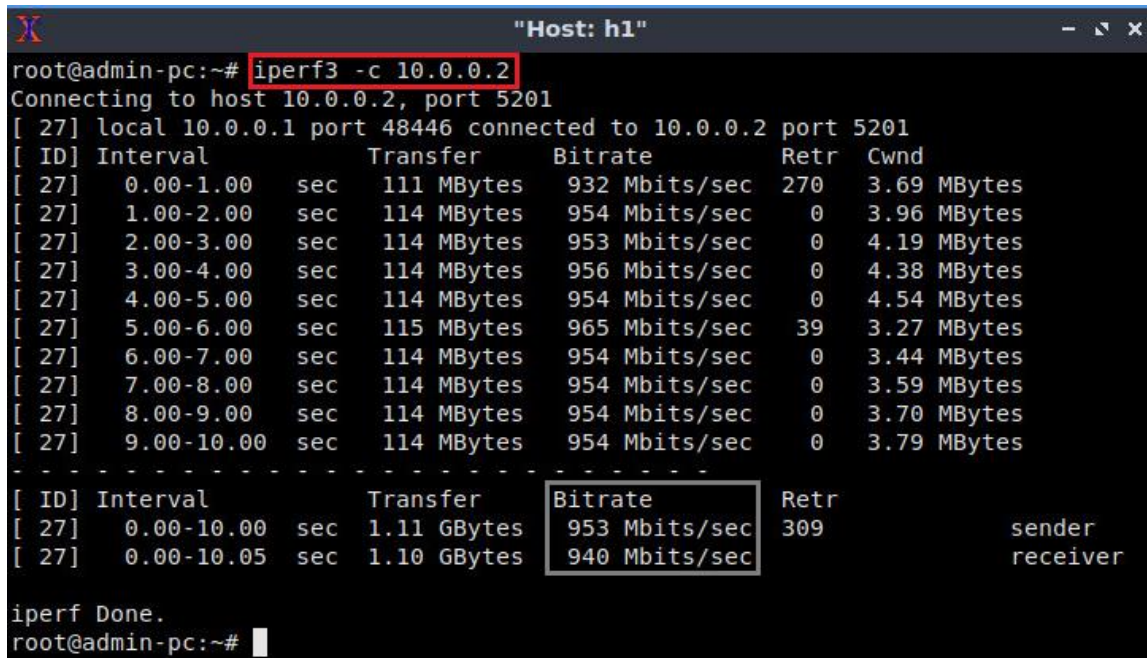 "Host: h1"
root@admin-pc:~# iperf3 -c 10.0.0.2
Connecting to host 10.0.0.2, port 5201
[ 27] local 10.0.0.1 port 48446 connected to 10.0.0.2 port 5201
[ ID] Interval           Transfer     Bitrate         Retr  Cwnd
[ 27]   0.00-1.00   sec   111 MBytes   932 Mbits/sec  270   3.69 MBytes
[ 27]   1.00-2.00   sec   114 MBytes   954 Mbits/sec    0   3.96 MBytes
[ 27]   2.00-3.00   sec   114 MBytes   953 Mbits/sec    0   4.19 MBytes
[ 27]   3.00-4.00   sec   114 MBytes   956 Mbits/sec    0   4.38 MBytes
[ 27]   4.00-5.00   sec   114 MBytes   954 Mbits/sec    0   4.54 MBytes
[ 27]   5.00-6.00   sec   115 MBytes   965 Mbits/sec   39   3.27 MBytes
[ 27]   6.00-7.00   sec   114 MBytes   954 Mbits/sec    0   3.44 MBytes
[ 27]   7.00-8.00   sec   114 MBytes   954 Mbits/sec    0   3.59 MBytes
[ 27]   8.00-9.00   sec   114 MBytes   954 Mbits/sec    0   3.70 MBytes
[ 27]   9.00-10.00  sec   114 MBytes   954 Mbits/sec    0   3.79 MBytes
- - - - - - - - - - - - - - - - - - - - - - - - -
[ ID] Interval           Transfer     Bitrate         Retr
[ 27]   0.00-10.00  sec  1.11 GBytes   953 Mbits/sec  309             sender
[ 27]   0.00-10.05  sec  1.10 GBytes   940 Mbits/sec                  receiver
iperf Done.
root@admin-pc:~#